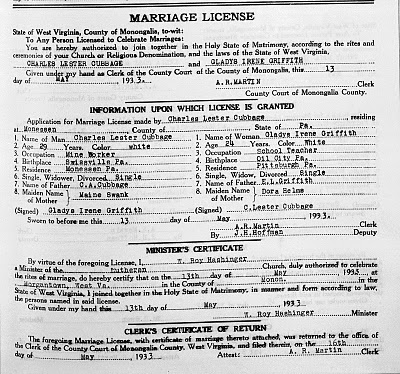 MARRIAGE LICENSE
State of West Virginia, County of Monongalia, to-wit:
To Any Person Licensed to Celebrate Marriages:
You are hereby authorized to join together in the Holy State of Matrimony, according to the rites and
ceremonies of your Church or Religious Denomination, and the laws of the State of West Virginia,
CHARLES LESTER CUBBAGE and GLADYS IRENE GRIFFITH
Given under my hand as Clerk of the County Court of the County of Monongalia, this 13
day of MAY 1933.
A.R.MARTIN Clerk
County Court of Monongalia County.
INFORMATION UPON WHICH LICENSE IS GRANTED
Application for Marriage License made by Charles Lester Cubbage, residing
at Monessen, County of State of Pa.
1. Name of Man Charles Lester Cubbage 1. Name of Woman Gladys Irene Griffith
2. Age 29 Years. Color white 2. Age 24 Years. Color White
3. Occupation Mine Worker 3. Occupation School Teacher
4. Birthplace Swissvale Pa. 4. Birthplace Oil City Pa.
5. Residence Monessen Pa. 5. Residence Pittsburgh Pa.
6. Single, Widower, Divorced Single 6. Single, Widow, Divorced Single
7. Name of Father C.A.Cubbage 7. Name of Father E.L.Griffith
8. Maiden Name of Mother Maine Swank 8. Maiden Name of Mother Dora Helms
(Signed) Gladys Irene Griffith (Signed) C.Lester Cubbage
Sworn to before me this 13 day of May, 1993.
A.R.Martin Clerk
By J.H.Hoffman Deputy
MINISTER'S CERTIFICATE
By virtue of the foregoing License, I, W. Roy Hashinger
a Minister of the Lutheran Church, duly authorized to celebrate
the rites of marriage, do hereby certify that on the 13th day of May 1993, at
Morgantown, West Va. in the County of Monon.
State of West Virginia, I joined together in the Holy State of Matrimony, in manner and form according to law,
the persons named in said license.
Given under my hand this 13th day of May 1933
W. Roy Hashinger Minister
CLERK'S CERTIFICATE OF RETURN
The foregoing Marriage License, with certificate of marriage thereto attached, was returned to the office of
the Clerk of the County Court of Monongalia County, West Virginia, and filed therein, on the 16th
day of May 1933 Attest: A. R. Martin Clerk